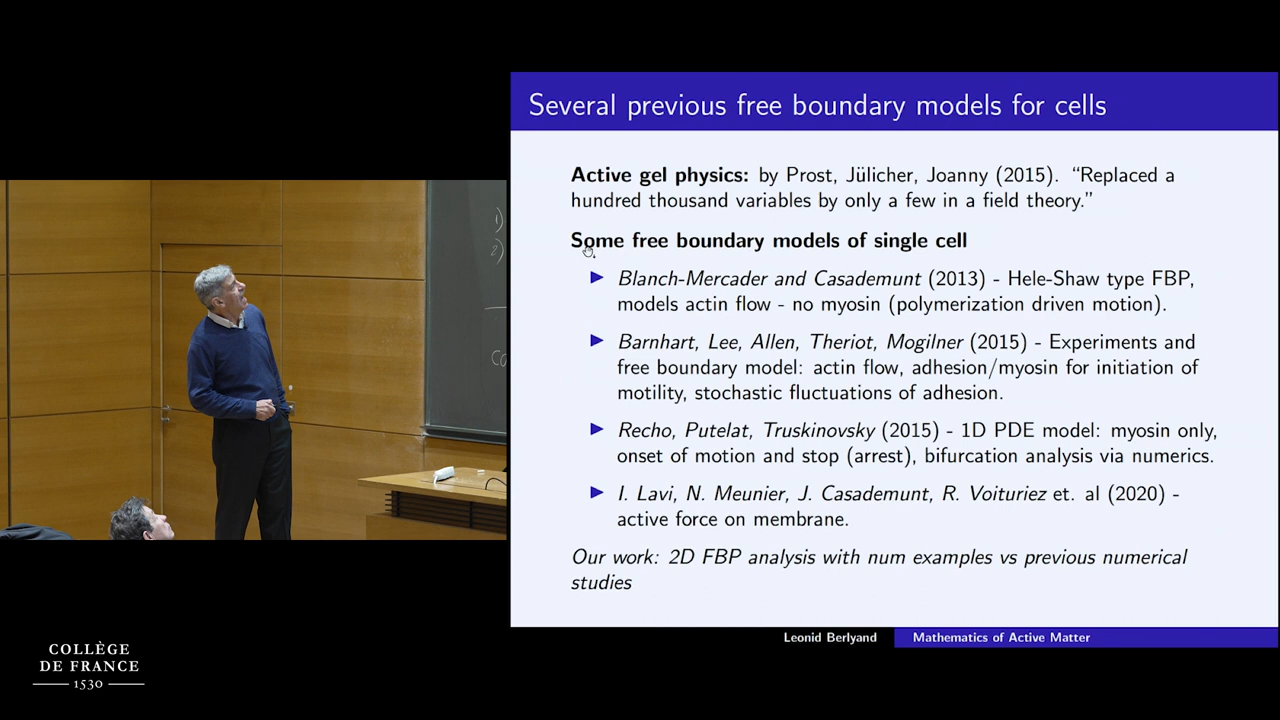 Several previous free boundary models for cells
Active gel physics: by Prost, Jülicher, Joanny (2015). “Replaced a
hundred thousand variables by only a few in a field theory.”
Some free boundary models of single cell
Blanch-Mercader and Casademunt (2013) - Hele-Shaw type FBP,
models actin flow - no myosin (polymerization driven motion).
Barnhart, Lee, Allen, Theriot, Mogilner (2015) - Experiments and
free boundary model: actin flow, adhesion/myosin for initiation of
motility, stochastic fluctuations of adhesion.
Recho, Putelat, Truskinovsky (2015) - 1D PDE model: myosin only,
onset of motion and stop (arrest), bifurcation analysis via numerics.
I. Lavi, N. Meunier, J. Casademunt, R. Voituriez et. al (2020) -
active force on membrane.
Our work: 2D FBP analysis with num examples vs previous numerical
studies
Leonid Berlyand
Mathematics of Active Matter
1)
2)
COLLÈGE
DE FRANCE
1530